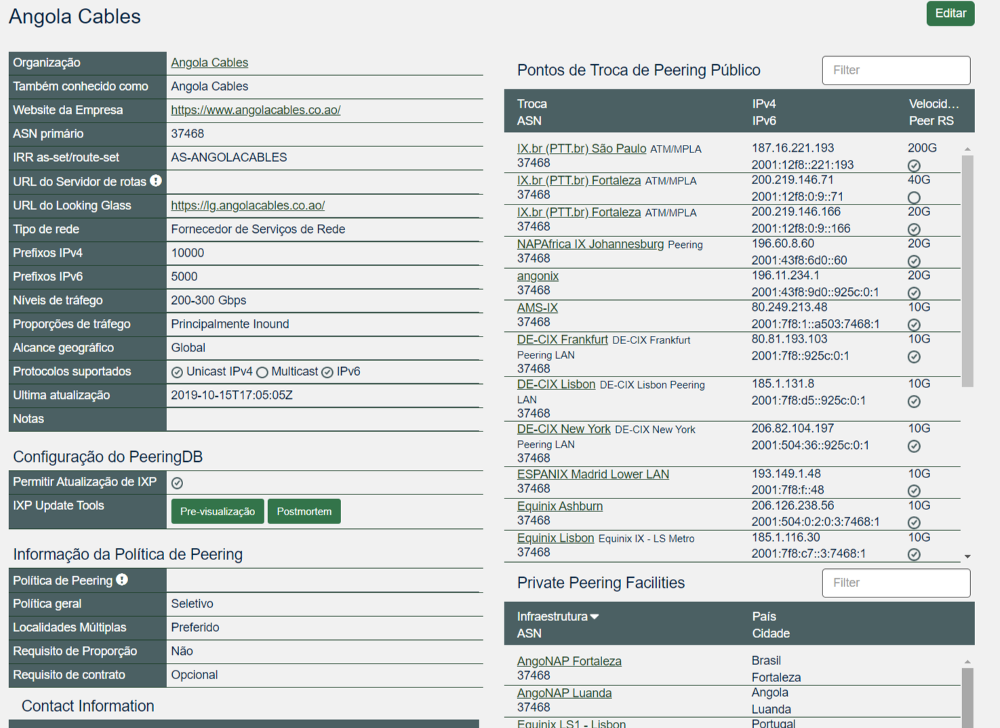 Angola Cables
Editar
Organização Angola Cables
Também conhecido como Angola Cables
Website da Empresa https://www.angolacables.co.ao/
ASN primário 37468
IRR as-set/route-set AS-ANGOLACABLES
URL do Servidor de rotas
URL do Looking Glass https://lg.angolacables.co.ao/
Tipo de rede Fornecedor de Serviços de Rede
Prefixos IPv4 10000
Prefixos IPv6 5000
Níveis de tráfego 200-300 Gbps
Proporções de tráfego Principalmente Inound
Alcance geográfico Global
Protocolos suportados Unicast IPv4 Multicast IPv6
Ultima atualização 2019-10-15T17:05:05Z
Notas
Configuração do PeeringDB
Permitir Atualização de IXP
IXP Update Tools Pre-visualização Postmortem
Informação da Política de Peering
Política de Peering
Política geral Seletivo
Localidades Múltiplas Preferido
Requisito de Proporção Não
Requisito de contrato Opcional
Contact Information
Pontos de Troca de Peering Público Filter
Troca IPv4 Velocid...
ASN IPv6 Peer RS
IX.br (PTT.br) São Paulo ATM/MPLA 187.16.221.193 200G
37468 2001:12f8::221:193
IX.br (PTT.br) Fortaleza ATM/MPLA 200.219.146.71 40G
37468 2001:12f8:0:9::71
IX.br (PTT.br) Fortaleza ATM/MPLA 200.219.146.166 20G
37468 2001:12f8:0:9::166
NAPAfrica IX Johannesburg Peering 196.60.8.60 20G
37468 2001:43f8:6d0::60
angonix 196.11.234.1 20G
37468 2001:43f8:9d0::925c:0:1
AMS-IX 80.249.213.48 10G
37468 2001:7f8:1::a503:7468:1
DE-CIX Frankfurt DE-CIX Frankfurt 80.81.193.103 10G
Peering LAN 2001:7f8::925c:0:1
37468
DE-CIX Lisbon DE-CIX Lisbon Peering 185.1.131.8 10G
LAN 2001:7f8:d5::925c:0:1
37468
DE-CIX New York DE-CIX New York 206.82.104.197 10G
Peering LAN 2001:504:36::925c:0:1
37468
ESPANIX Madrid Lower LAN 193.149.1.48 10G
37468 2001:7f8:f::48
Equinix Ashburn 206.126.238.56 10G
37468 2001:504:0:2:0:3:7468:1
Equinix Lisbon Equinix IX - LS Metro 185.1.116.30 10G
37468 2001:7f8:c7::3:7468:1
Private Peering Facilities Filter
Infraestrutura País
ASN Cidade
AngoNAP Fortaleza Brasil
37468 Fortaleza
AngoNAP Luanda Angola
37468 Luanda
Equinix LS1 - Lisbon Portugal